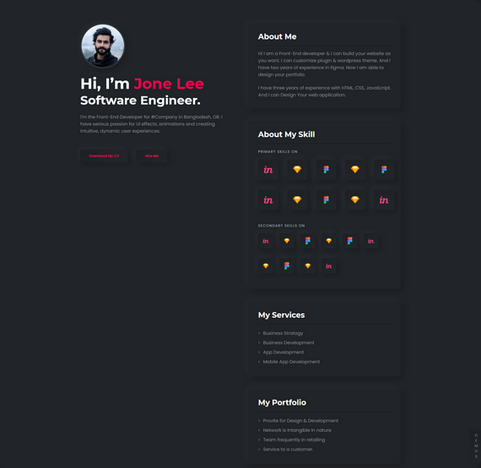 Hi, I'm Jone Lee
Software Engineer.
I'm the Front-End Developer for #Company in Bangladesh, OR. I
have serious passion for UI effects, animations and creating
intuitive, dynamic user experiences.
Download My CV
Hire Me
About Me
Hi I am a Front-End developer & I can build your website as
you want. I can customize plugin & wordpress theme. And I
have two years of experience in figma. Now I am able to
design your portfolio.
I have three years of experience with HTML, CSS, JavaScript.
And I can Design Your web application.
About My Skill
PRIMARY SKILLS ON
in
in
in
SECONDARY SKILLS ON
in
in
in
My Services
Business Strategy
Business Development
App Development
Mobile App Development
My Portfolio
Provite for Design & Development
Network is Intangible in nature
Team frequently in retailing
Service to a customer.